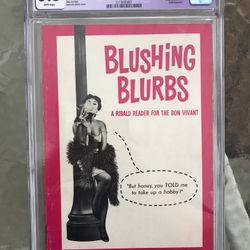 BLUSHING
BLURBS
A RIBALD READER FOR THE BON VIVANT
"But honey, you TOLD me
to take up a hobby!"